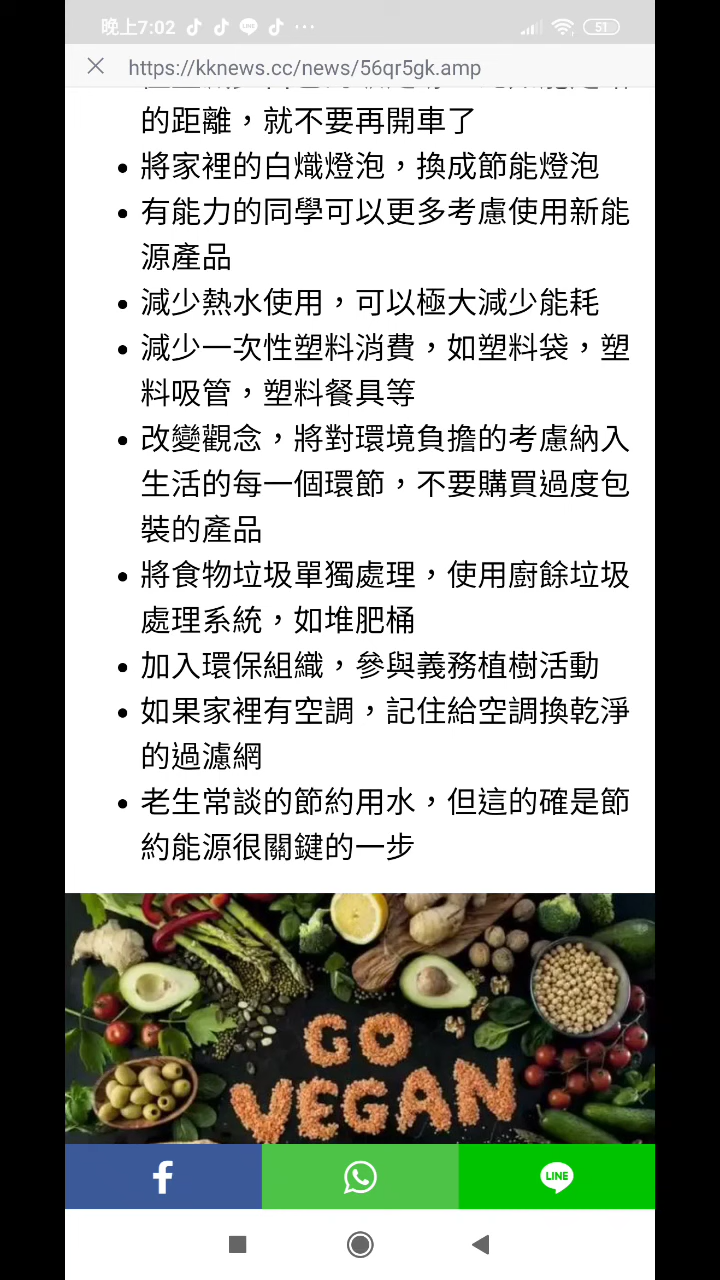 晚上7:02
51
https://kknews.cc/news/56qr5gk.amp
的距離，就不要再開車了
將家裡的白熾燈泡，換成節能燈泡
有能力的同學可以更多考慮使用新能
源產品
減少熱水使用，可以極大減少能耗
減少一次性塑料消費，如塑料袋，塑
料吸管，塑料餐具等
改變觀念，將對環境負擔的考慮納入
生活的每一個環節，不要購買過度包
裝的產品
將食物垃圾單獨處理，使用廚餘垃圾
處理系統，如堆肥桶
加入環保組織，參與義務植樹活動
如果家裡有空調，記住給空調換乾淨
的過濾網
老生常談的節約用水，但這的確是節
約能源很關鍵的一步
GO
VEGAN
LINE